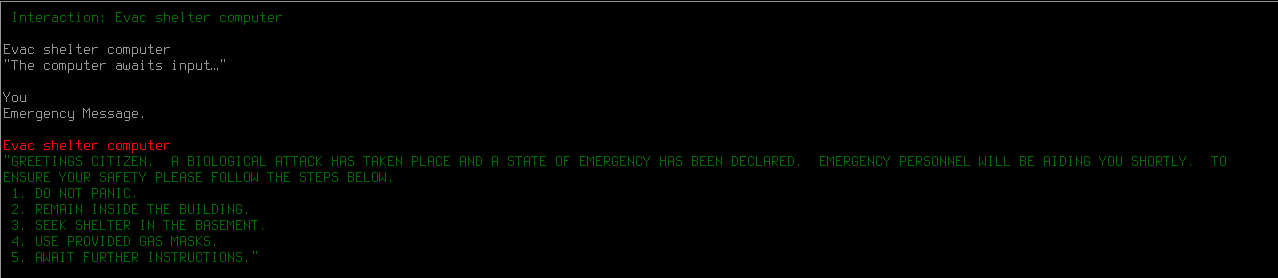 Interaction: Evac shelter computer
Evac shelter computer
"The computer awaits input…"
You
Emergency Message.
Evac shelter computer
"GREETINGS CITIZEN.  A BIOLOGICAL ATTACK HAS TAKEN PLACE AND A STATE OF EMERGENCY HAS BEEN DECLARED.  EMERGENCY PERSONNEL WILL BE AIDING YOU SHORTLY.  TO
ENSURE YOUR SAFETY PLEASE FOLLOW THE STEPS BELOW.
1. DO NOT PANIC.
2. REMAIN INSIDE THE BUILDING.
3. SEEK SHELTER IN THE BASEMENT.
4. USE PROVIDED GAS MASKS.
5. AWAIT FURTHER INSTRUCTIONS."